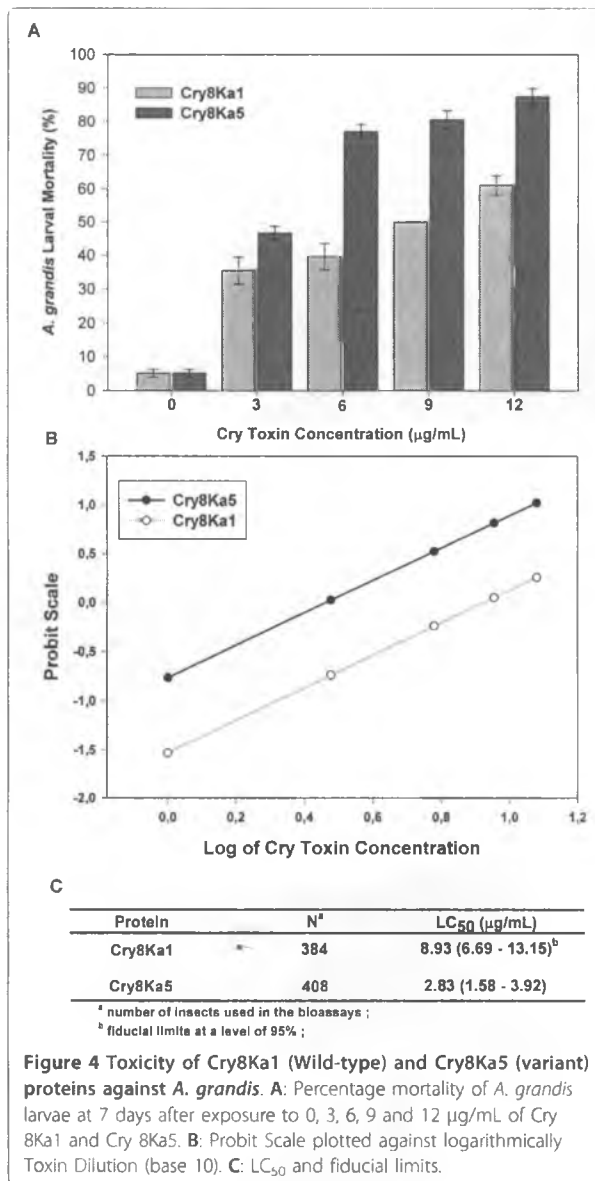 A
100
90
80
70
60
50
40
30
20
10
0
A. grandis Larval Mortality (%)
Cry8Ka1
Cry8Ka5
0 3 6 9 12
Cry Toxin Concentration (µg/mL)
B
1,5
1,0
0,5
0,0
-0,5
-1,0
-1,5
-2,0
Probit Scale
Cry8Ka5
Cry8Ka1
0,0 0,2 0,4 0,6 0,8 1,0 1,2
Log of Cry Toxin Concentration
C
Protein Nᵃ LC₅₀ (µg/mL)
Cry8Ka1 384 8.93 (6.69 - 13.15)ᵇ
Cry8Ka5 408 2.83 (1.58 - 3.92)
ᵃ number of insects used in the bioassays ;
ᵇ fiducial limite at a level of 95% ;
Figure 4 Toxicity of Cry8Ka1 (Wild-type) and Cry8Ka5 (variant)
proteins against A. grandis. A: Percentage mortality of A. grandis
larvae at 7 days after exposure to 0, 3, 6, 9 and 12 µg/mL of Cry
8Ka1 and Cry 8Ka5. B: Probit Scale plotted against logarithmically
Toxin Dilution (base 10). C: LC₅₀ and fiducial limits.